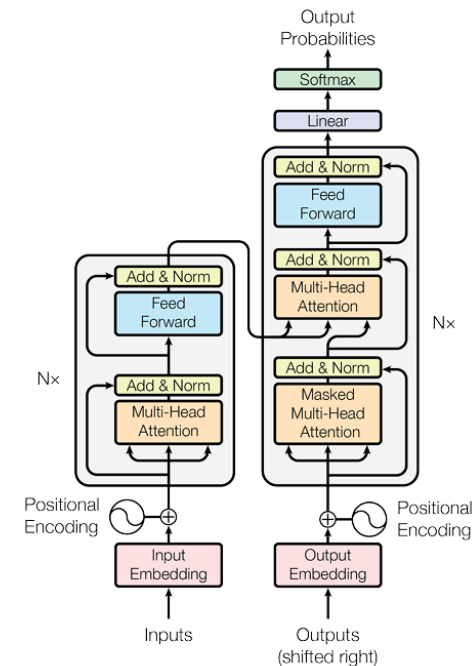 Output
Probabilities
Softmax
Linear
Add & Norm
Feed
Forward
Add & Norm
Multi-Head
Attention
Add & Norm
Masked
Multi-Head
Attention
Nx
Add & Norm
Feed
Forward
Add & Norm
Multi-Head
Attention
Nx
Positional
Encoding
Positional
Encoding
Input
Embedding
Output
Embedding
Inputs
Outputs
(shifted right)